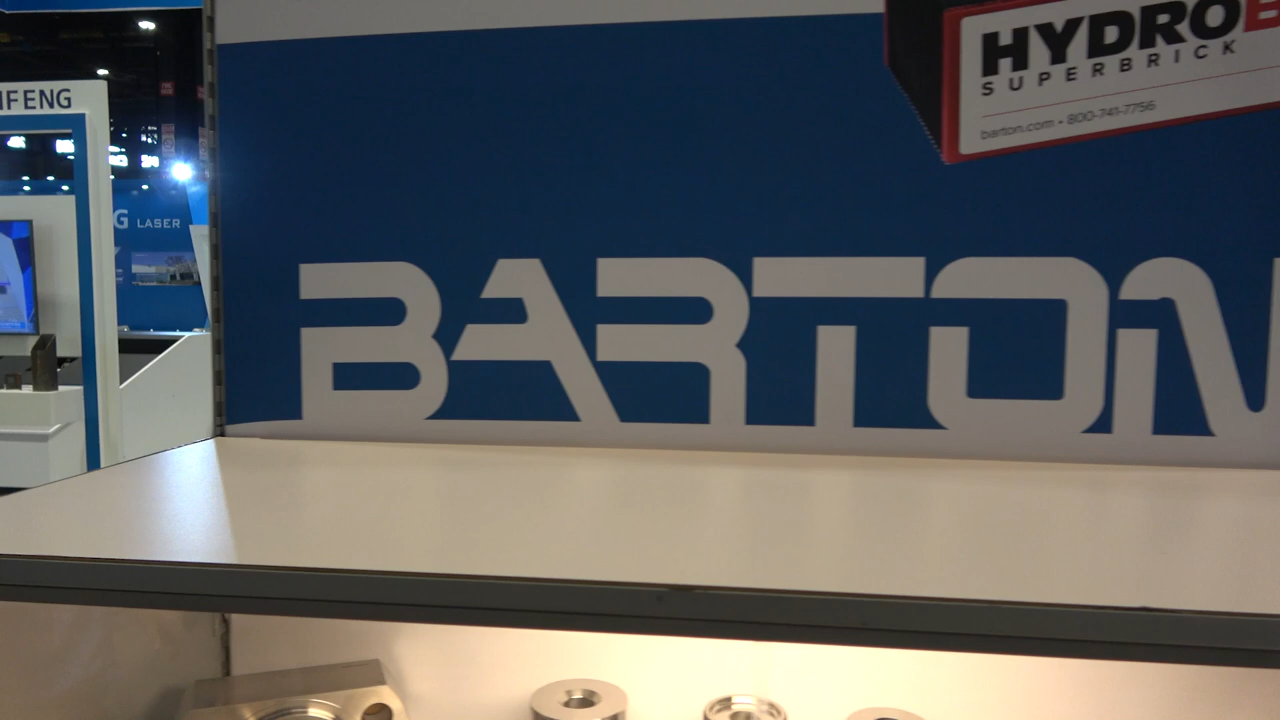 HYDRO
SUPERBRICK
barton.com • 800-741-7756
IFENG
G LASER
BARTON